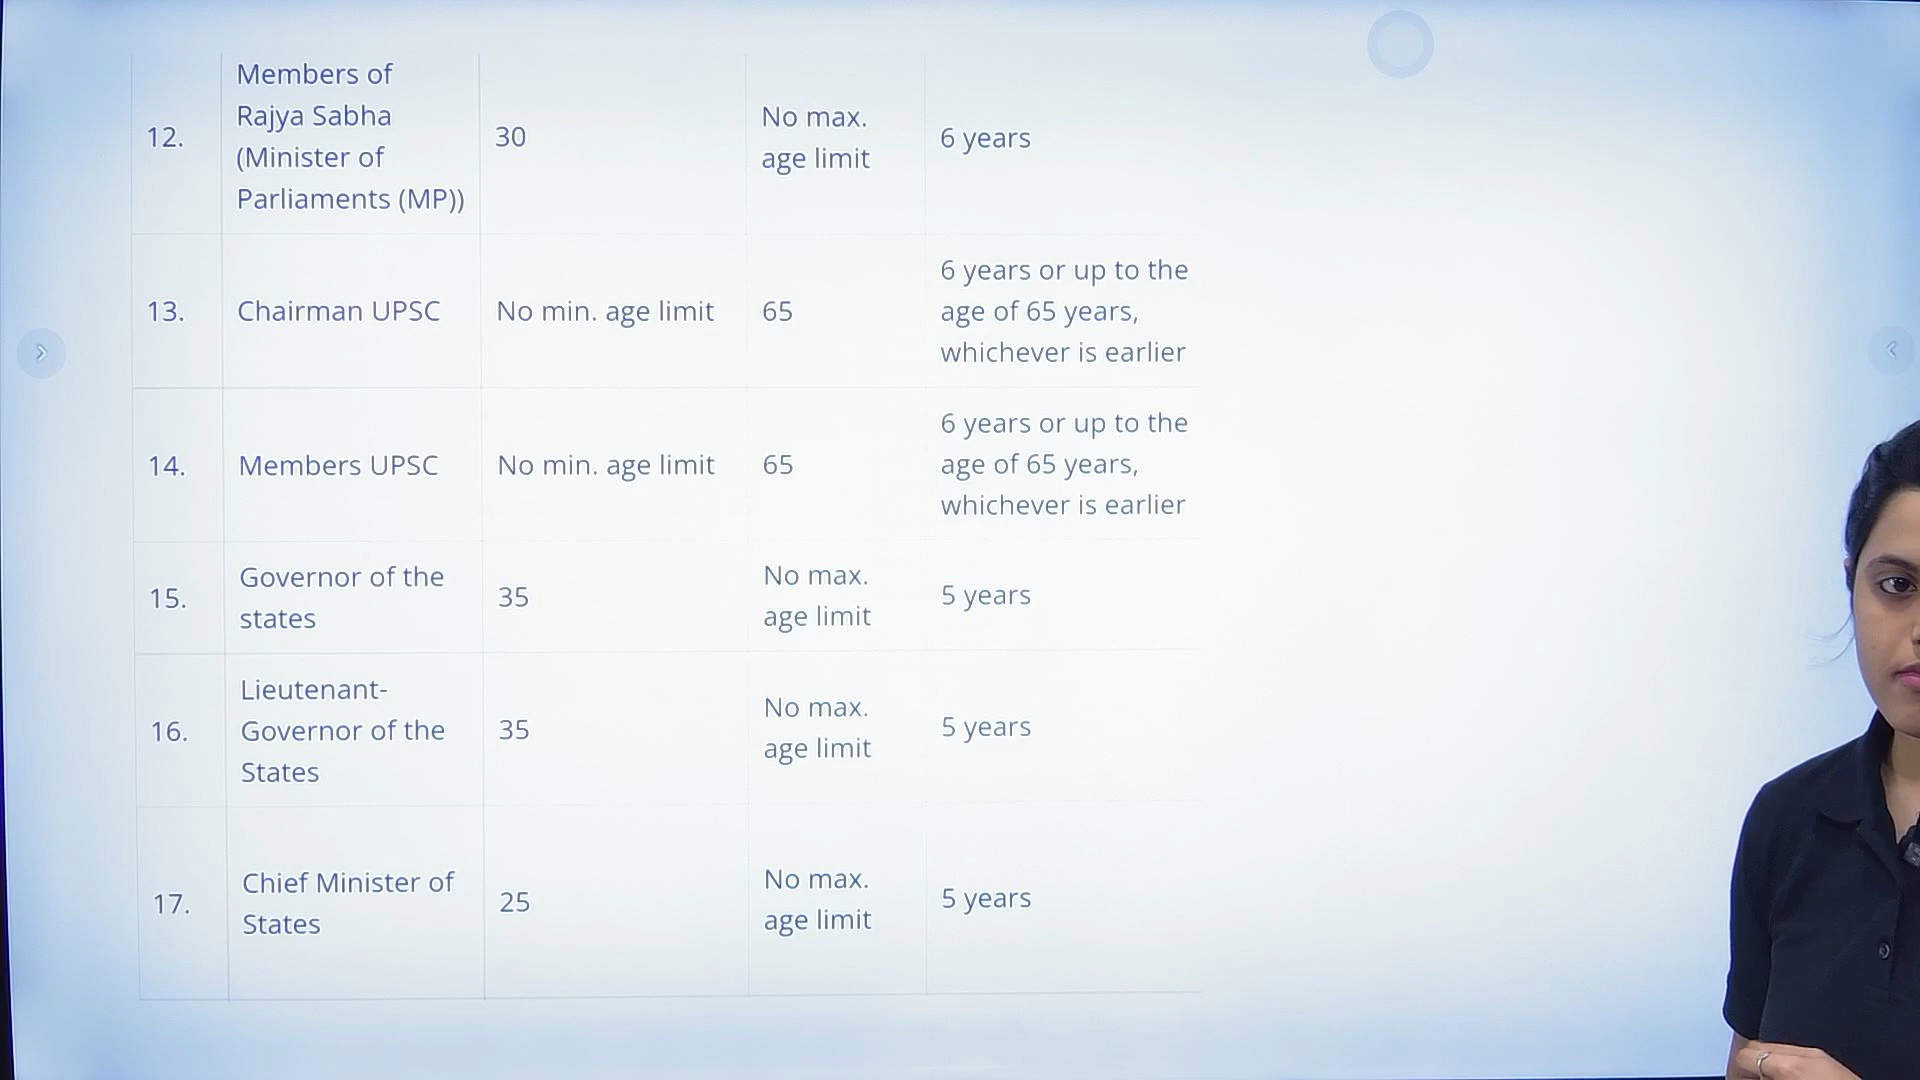 12.
Members of
Rajya Sabha
(Minister of
Parliaments (MP))
30
No max.
age limit
6 years
13.
Chairman UPSC
No min. age limit
65
6 years or up to the
age of 65 years,
whichever is earlier
14.
Members UPSC
No min. age limit
65
6 years or up to the
age of 65 years,
whichever is earlier
15.
Governor of the
states
35
No max.
age limit
5 years
16.
Lieutenant-
Governor of the
States
35
No max.
age limit
5 years
17.
Chief Minister of
States
25
No max.
age limit
5 years